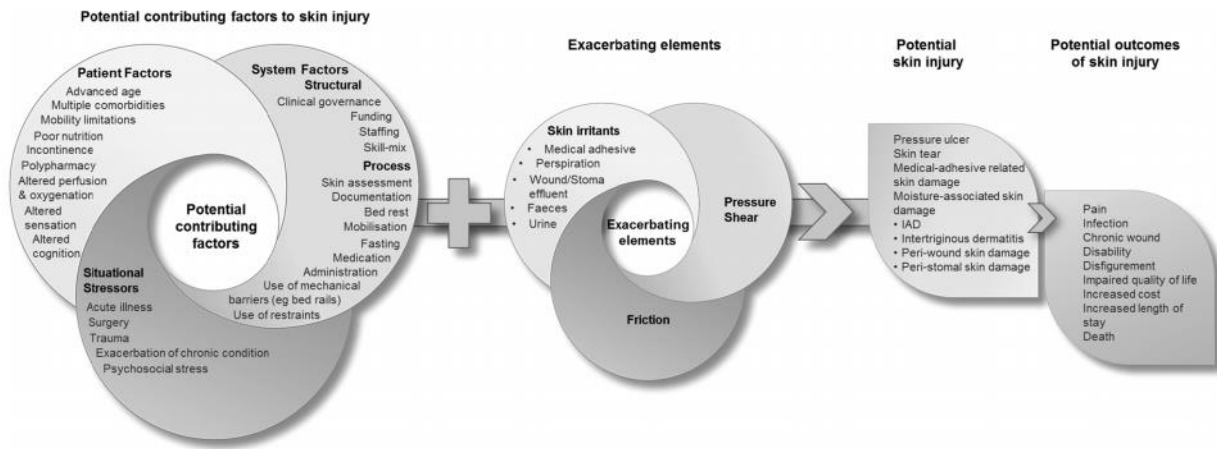 Potential contributing factors to skin injury
Patient Factors
Advanced age
Multiple comorbidities
Mobility limitations
Poor nutrition
Incontinence
Polypharmacy
Altered perfusion
& oxygenation
Altered
sensation
Altered
cognition
System Factors
Structural
Clinical governance
Funding
Staffing
Skill-mix
Process
Skin assessment
Documentation
Bed rest
Mobilisation
Fasting
Medication
Administration
Use of mechanical
barriers (eg bed rails)
Use of restraints
Potential
contributing
factors
Situational
Stressors
Acute illness
Surgery
Trauma
Exacerbation of chronic condition
Psychosocial stress
Exacerbating elements
Skin irritants
• Medical adhesive
• Perspiration
• Wound/Stoma
effluent
• Faeces
• Urine
Pressure
Shear
Exacerbating
elements
Friction
Potential
skin injury
Pressure ulcer
Skin tear
Medical-adhesive related
skin damage
Moisture-associated skin
damage
• IAD
• Intertriginous dermatitis
• Peri-wound skin damage
• Peri-stomal skin damage
Potential outcomes
of skin injury
Pain
Infection
Chronic wound
Disability
Disfigurement
Impaired quality of life
Increased cost
Increased length of
stay
Death